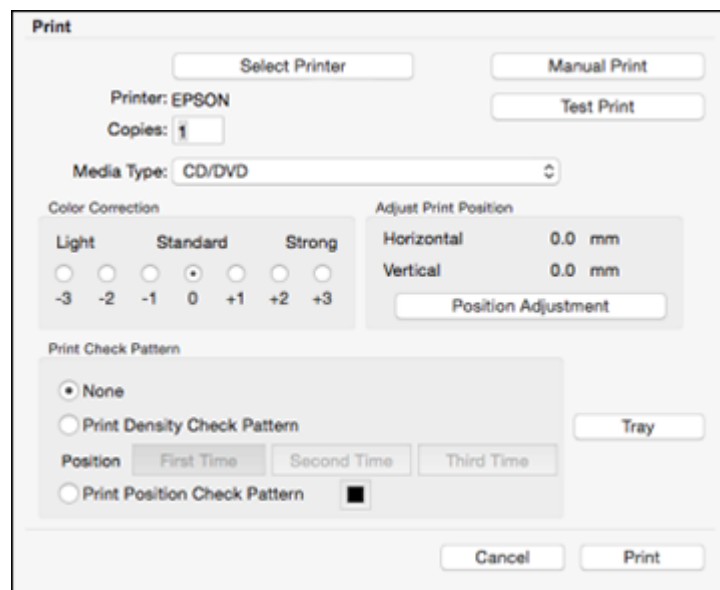 Print
Select Printer
Manual Print
Printer: EPSON
Test Print
Copies: 1
Media Type: CD/DVD
Color Correction
Adjust Print Position
Light Standard Strong
Horizontal 0.0 mm
Vertical 0.0 mm
-3 -2 -1 0 +1 +2 +3
Position Adjustment
Print Check Pattern
None
Print Density Check Pattern
Tray
Position First Time Second Time Third Time
Print Position Check Pattern
Cancel Print